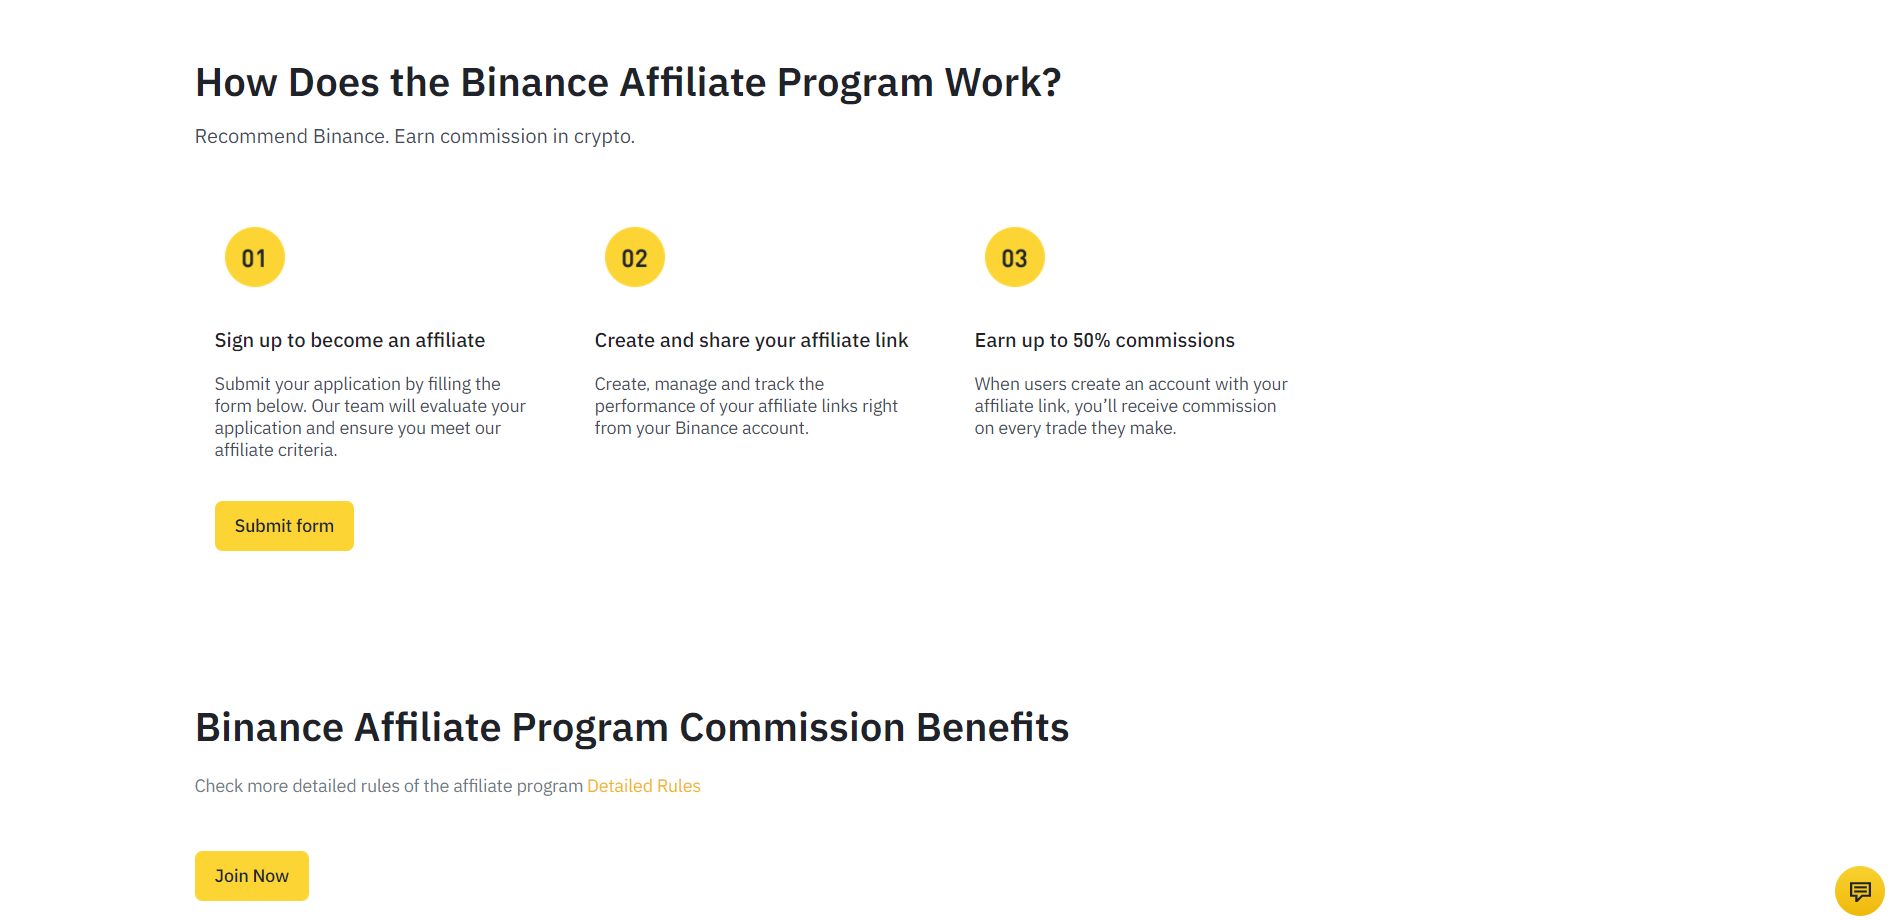 How Does the Binance Affiliate Program Work?
Recommend Binance. Earn commission in crypto.
01
Sign up to become an affiliate
Submit your application by filling the
form below. Our team will evaluate your
application and ensure you meet our
affiliate criteria.
Submit form
02
Create and share your affiliate link
Create, manage and track the
performance of your affiliate links right
from your Binance account.
03
Earn up to 50% commissions
When users create an account with your
affiliate link, you’ll receive commission
on every trade they make.
Binance Affiliate Program Commission Benefits
Check more detailed rules of the affiliate program Detailed Rules
Join Now